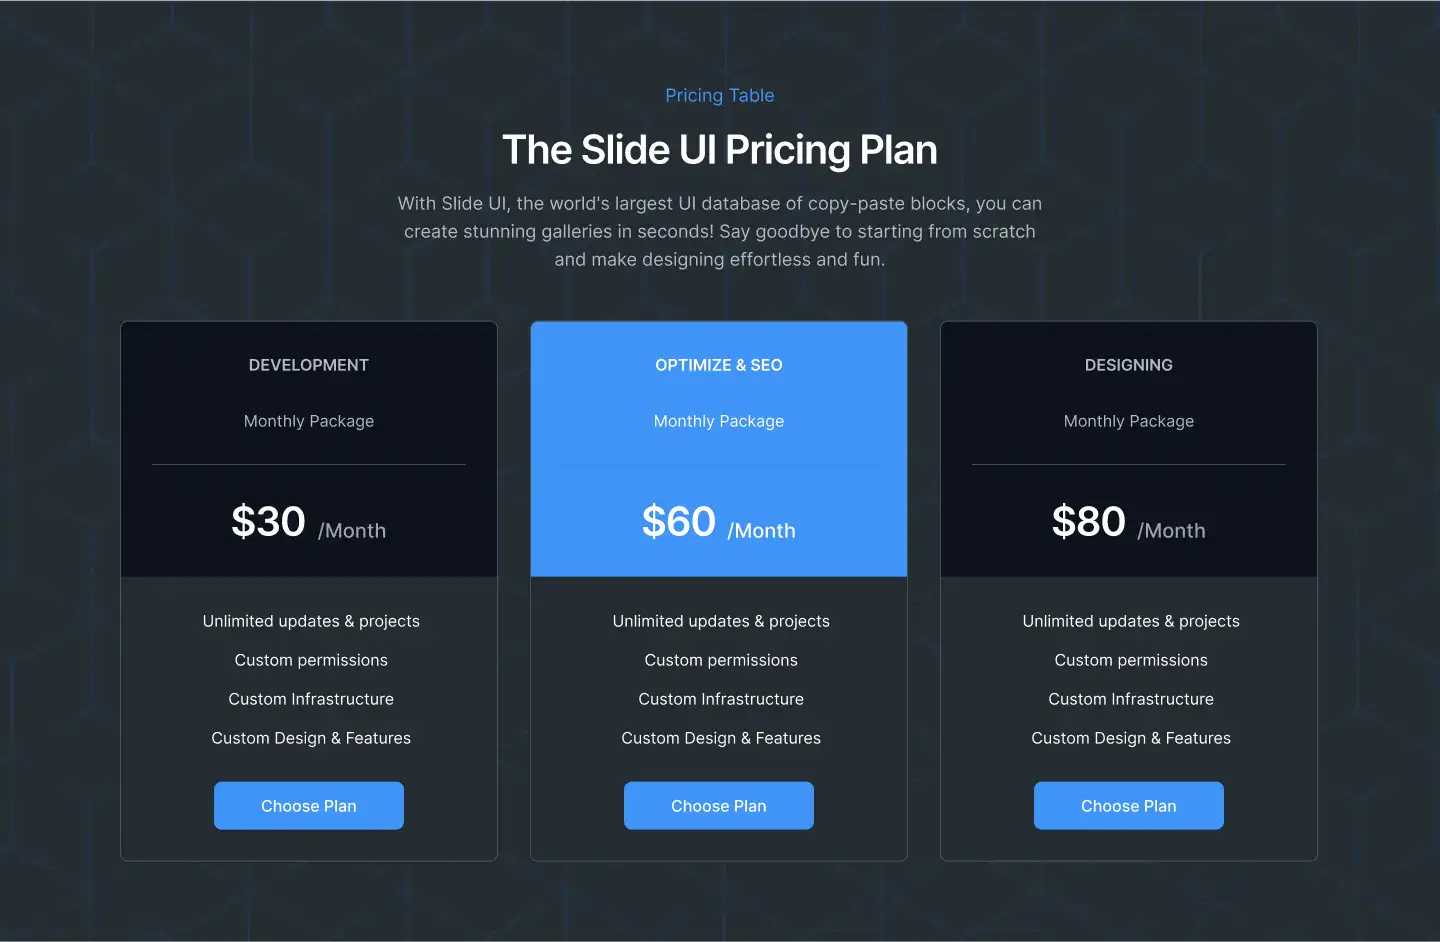 Pricing Table
The Slide UI Pricing Plan
With Slide UI, the world's largest UI database of copy-paste blocks, you can
create stunning galleries in seconds! Say goodbye to starting from scratch
and make designing effortless and fun.
DEVELOPMENT
Monthly Package
$30 /Month
Unlimited updates & projects
Custom permissions
Custom Infrastructure
Custom Design & Features
Choose Plan
OPTIMIZE & SEO
Monthly Package
$60 /Month
Unlimited updates & projects
Custom permissions
Custom Infrastructure
Custom Design & Features
Choose Plan
DESIGNING
Monthly Package
$80 /Month
Unlimited updates & projects
Custom permissions
Custom Infrastructure
Custom Design & Features
Choose Plan